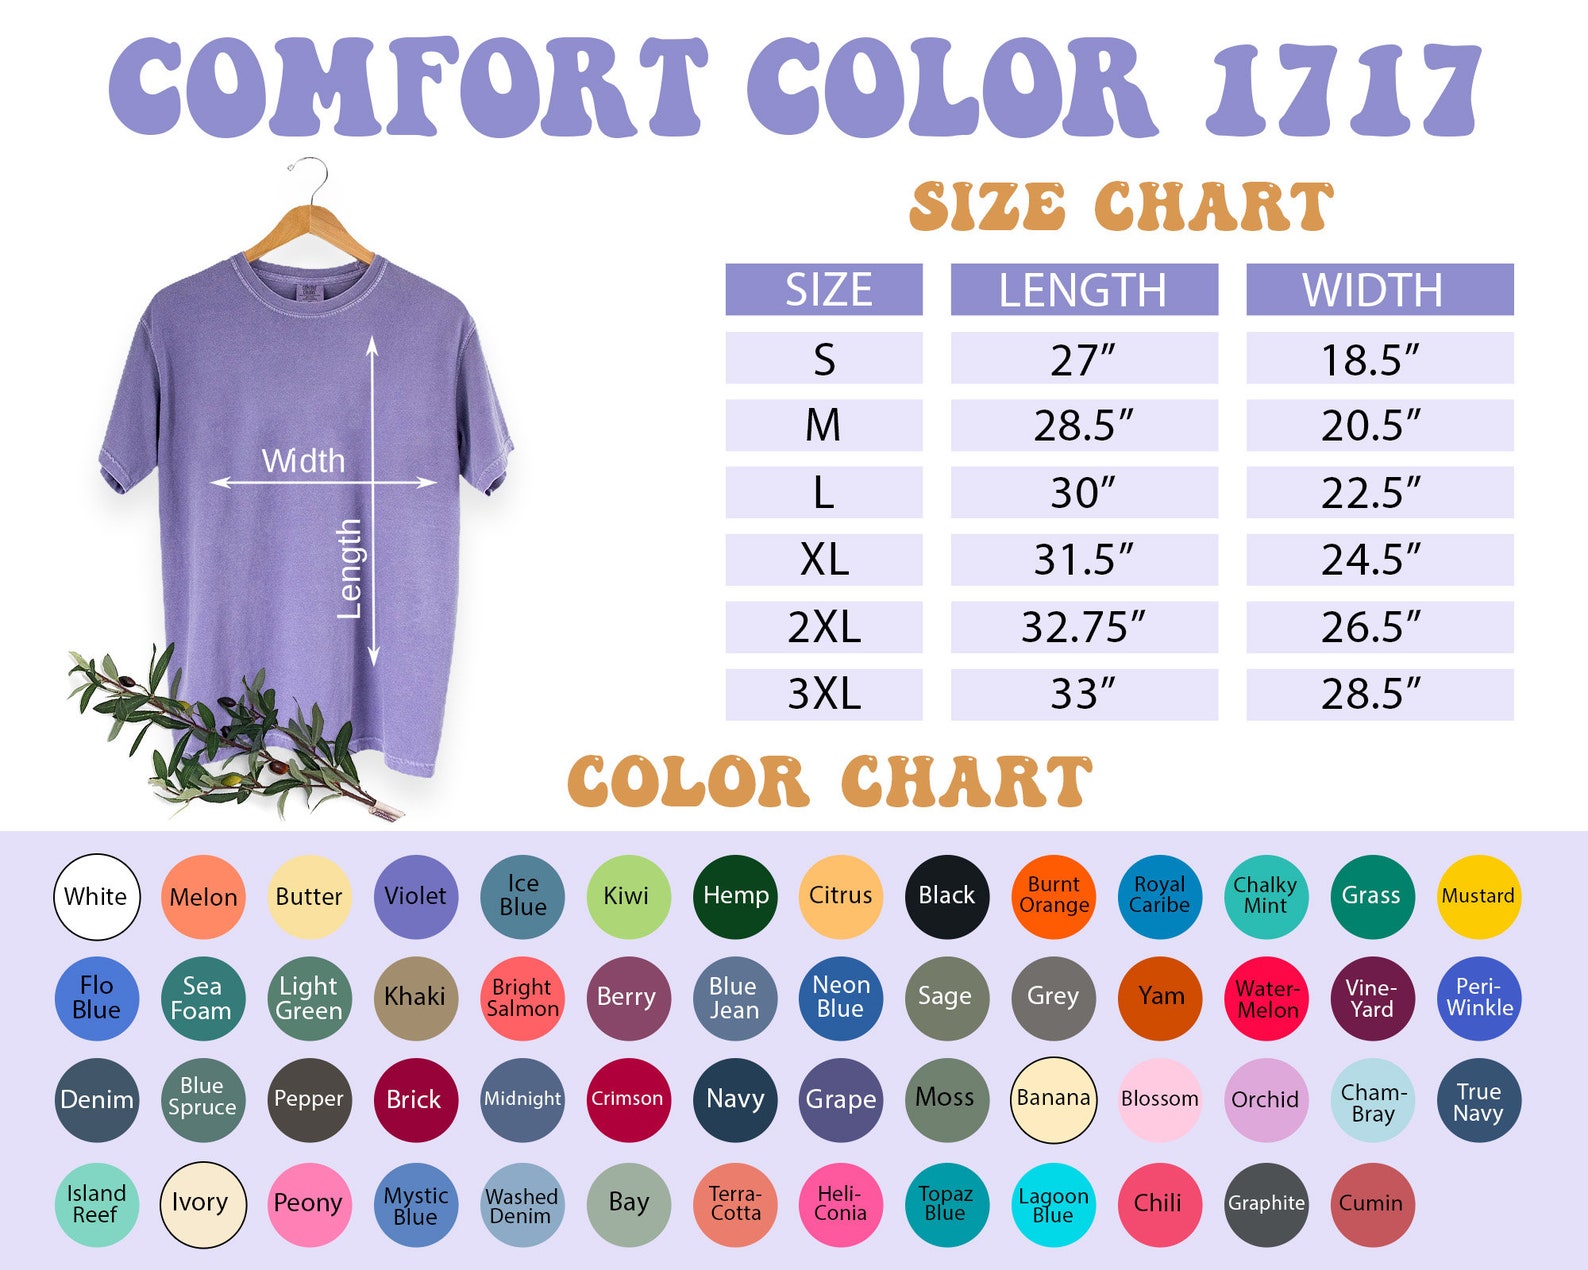 COMFORT COLOR 1717
SIZE CHART
SIZE LENGTH WIDTH
S 27” 18.5”
M 28.5” 20.5”
L 30” 22.5”
XL 31.5” 24.5”
2XL 32.75” 26.5”
3XL 33” 28.5”
Width
Length
COLOR CHART
White
Melon
Butter
Violet
Ice
Blue
Kiwi
Hemp
Citrus
Black
Burnt
Orange
Royal
Caribe
Chalky
Mint
Grass
Mustard
Flo
Blue
Sea
Foam
Light
Green
Khaki
Bright
Salmon
Berry
Blue
Jean
Neon
Blue
Sage
Grey
Yam
Water-
Melon
Vine-
Yard
Peri-
Winkle
Denim
Blue
Spruce
Pepper
Brick
Midnight
Crimson
Navy
Grape
Moss
Banana
Blossom
Orchid
Cham-
Bray
True
Navy
Island
Reef
Ivory
Peony
Mystic
Blue
Washed
Denim
Bay
Terra-
Cotta
Heli-
Conia
Topaz
Blue
Lagoon
Blue
Chili
Graphite
Cumin